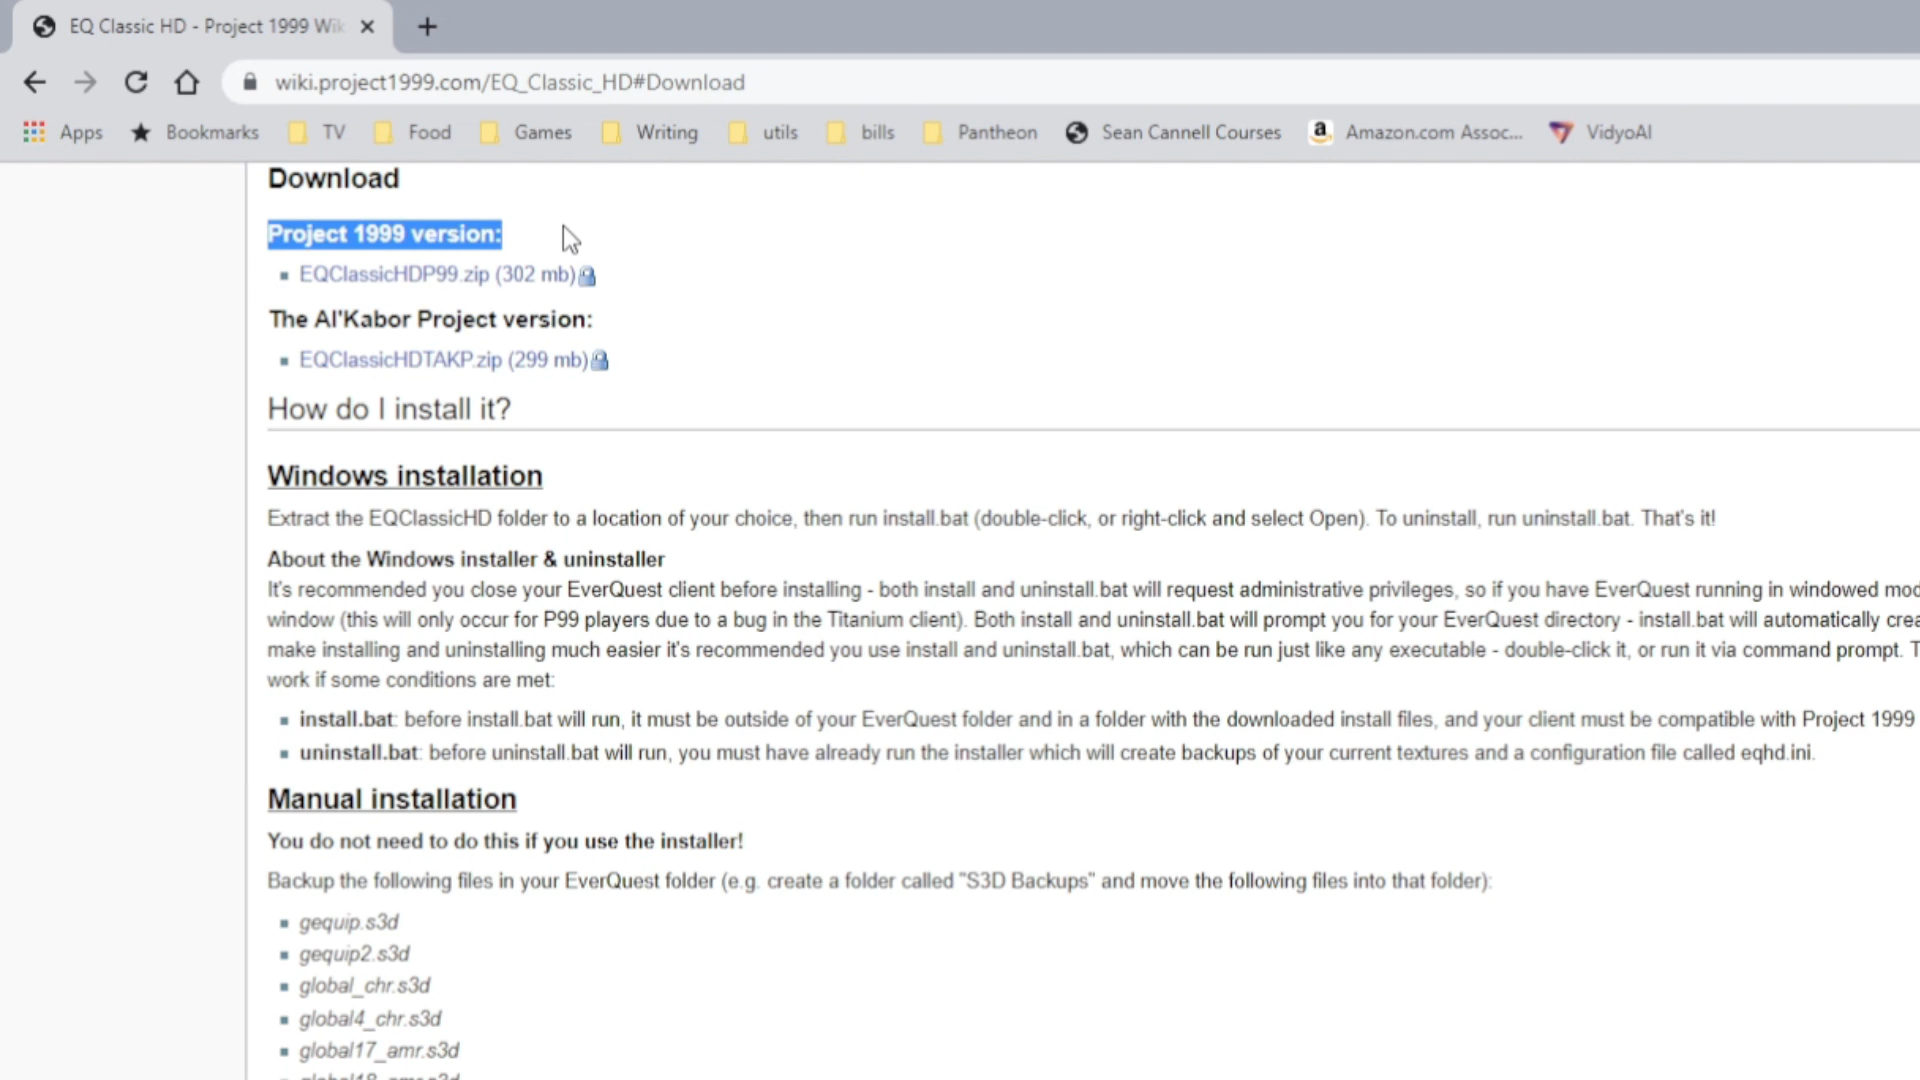 EQ Classic HD - Project 1999 Wik
wiki.project1999.com/EQ_Classic_HD#Download
Apps Bookmarks TV Food Games Writing utils bills Pantheon Sean Cannell Courses Amazon.com Assoc... VidyoAI
Download
Project 1999 version:
EQClassicHDP99.zip (302 mb)
The Al'Kabor Project version:
EQClassicHDTAKP.zip (299 mb)
How do I install it?
Windows installation
Extract the EQClassicHD folder to a location of your choice, then run install.bat (double-click, or right-click and select Open). To uninstall, run uninstall.bat. That's it!
About the Windows installer & uninstaller
It's recommended you close your EverQuest client before installing - both install and uninstall.bat will request administrative privileges, so if you have EverQuest running in windowed mod
window (this will only occur for P99 players due to a bug in the Titanium client). Both install and uninstall.bat will prompt you for your EverQuest directory - install.bat will automatically crea
make installing and uninstalling much easier it's recommended you use install and uninstall.bat, which can be run just like any executable - double-click it, or run it via command prompt. T
work if some conditions are met:
install.bat: before install.bat will run, it must be outside of your EverQuest folder and in a folder with the downloaded install files, and your client must be compatible with Project 1999
uninstall.bat: before uninstall.bat will run, you must have already run the installer which will create backups of your current textures and a configuration file called eqhd.ini.
Manual installation
You do not need to do this if you use the installer!
Backup the following files in your EverQuest folder (e.g. create a folder called "S3D Backups" and move the following files into that folder):
gequip.s3d
gequip2.s3d
global_chr.s3d
global4_chr.s3d
global17_amr.s3d